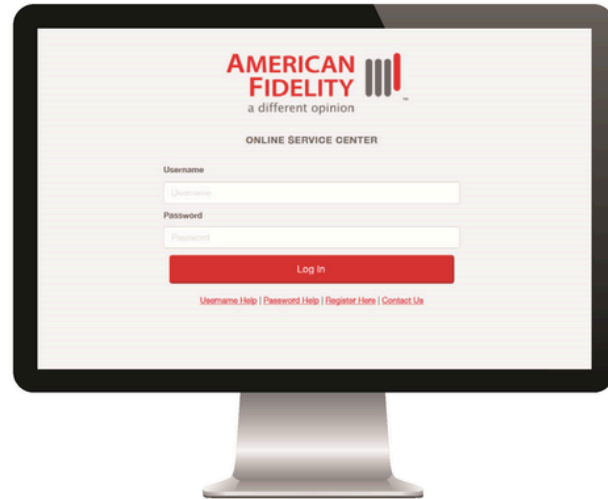 AMERICAN
FIDELITY
™
a different opinion
ONLINE SERVICE CENTER
Username
Username
Password
Password
Log In
Username Help | Password Help | Register Here | Contact Us